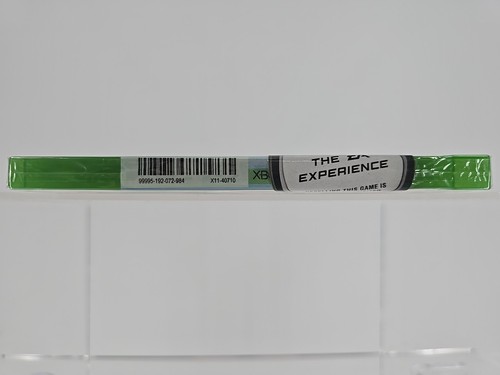 99995-192-072-984 X11-40710
XB
THE
EXPERIENCE
THIS GAME IS